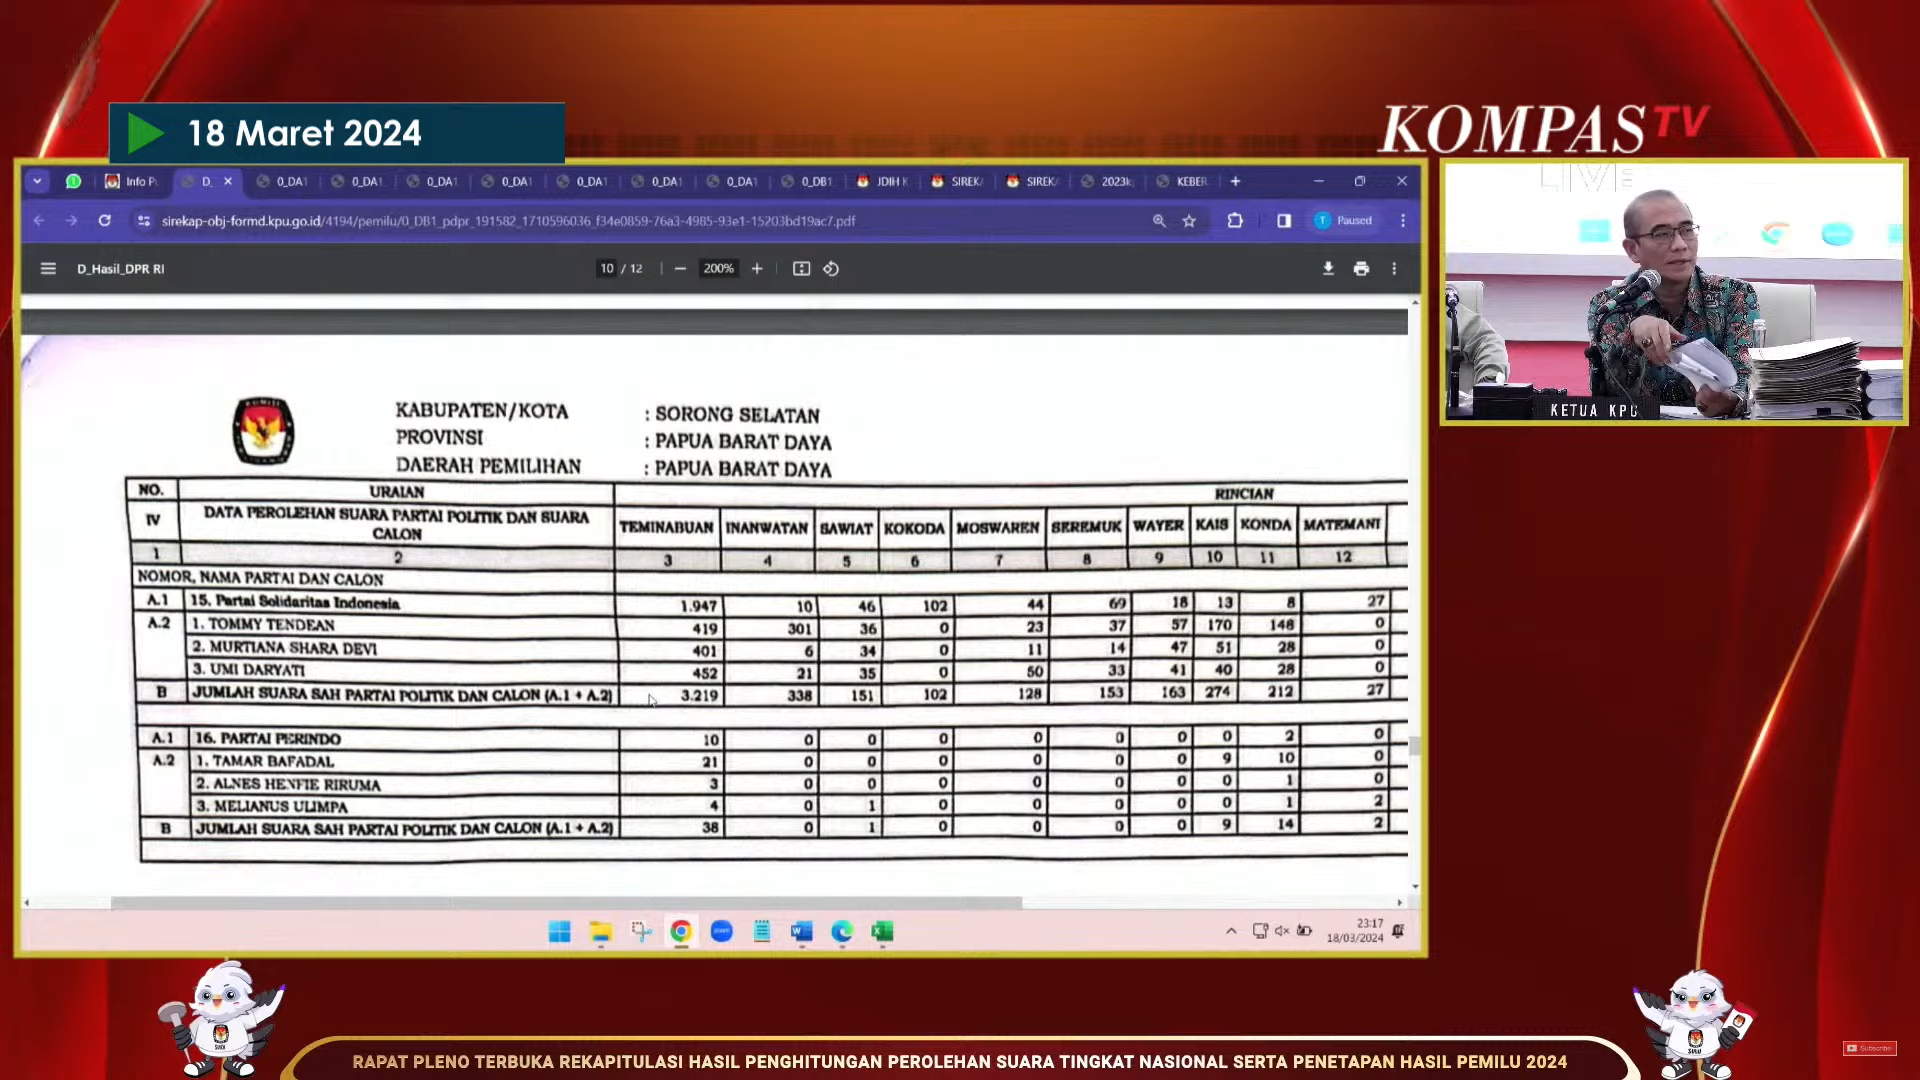 18 Maret 2024
KOMPAS TV
Info P
D_
0_DA1
0_DA1
0_DA1
0_DA1
0_DA1
0_DA1
0_DA1
0_DB1
JDIH K
SIREK
SIREK
2023k
KEBER
sirekap-obj-formd.kpu.go.id/4194/pemilu/0_DB1_pdpr_191582_1710596036_f34e0859-76a3-4985-93e1-15203bd19ac7.pdf
T Paused
D_Hasil_DPR RI
10 / 12
200%
LIVE
KETUA KPU
KABUPATEN/KOTA : SORONG SELATAN
PROVINSI : PAPUA BARAT DAYA
DAERAH PEMILIHAN : PAPUA BARAT DAYA
NO. URAIAN RINCIAN
IV DATA PEROLEHAN SUARA PARTAI POLITIK DAN SUARA CALON TEMINABUAN INANWATAN SAWIAT KOKODA MOSWAREN SEREMUK WAYER KAIS KONDA MATEMANI
1 2 3 4 5 6 7 8 9 10 11 12
NOMOR, NAMA PARTAI DAN CALON
A.1 15. Partai Solidaritas Indonesia 1.947 10 46 102 44 69 18 13 8 27
A.2 1. TOMMY TENDEAN 419 301 36 0 23 37 57 170 148 0
2. MURTIANA SHARA DEVI 401 6 34 0 11 14 47 51 28 0
3. UMI DARYATI 452 21 35 0 50 33 41 40 28 0
B JUMLAH SUARA SAH PARTAI POLITIK DAN CALON (A.1 + A.2) 3.219 338 151 102 128 153 163 274 212 27
A.1 16. PARTAI PERINDO 10 0 0 0 0 0 0 0 2 0
A.2 1. TAMAR BAFADAL 21 0 0 0 0 0 0 9 10 0
2. ALNES HENFIE RIRUMA 3 0 0 0 0 0 0 0 1 0
3. MELIANUS ULIMPA 4 0 1 0 0 0 0 0 1 2
B JUMLAH SUARA SAH PARTAI POLITIK DAN CALON (A.1 + A.2) 38 0 1 0 0 0 0 9 14 2
23:17
18/03/2024
SURA
SULU
RAPAT PLENO TERBUKA REKAPITULASI HASIL PENGHITUNGAN PEROLEHAN SUARA TINGKAT NASIONAL SERTA PENETAPAN HASIL PEMILU 2024
Subscribe